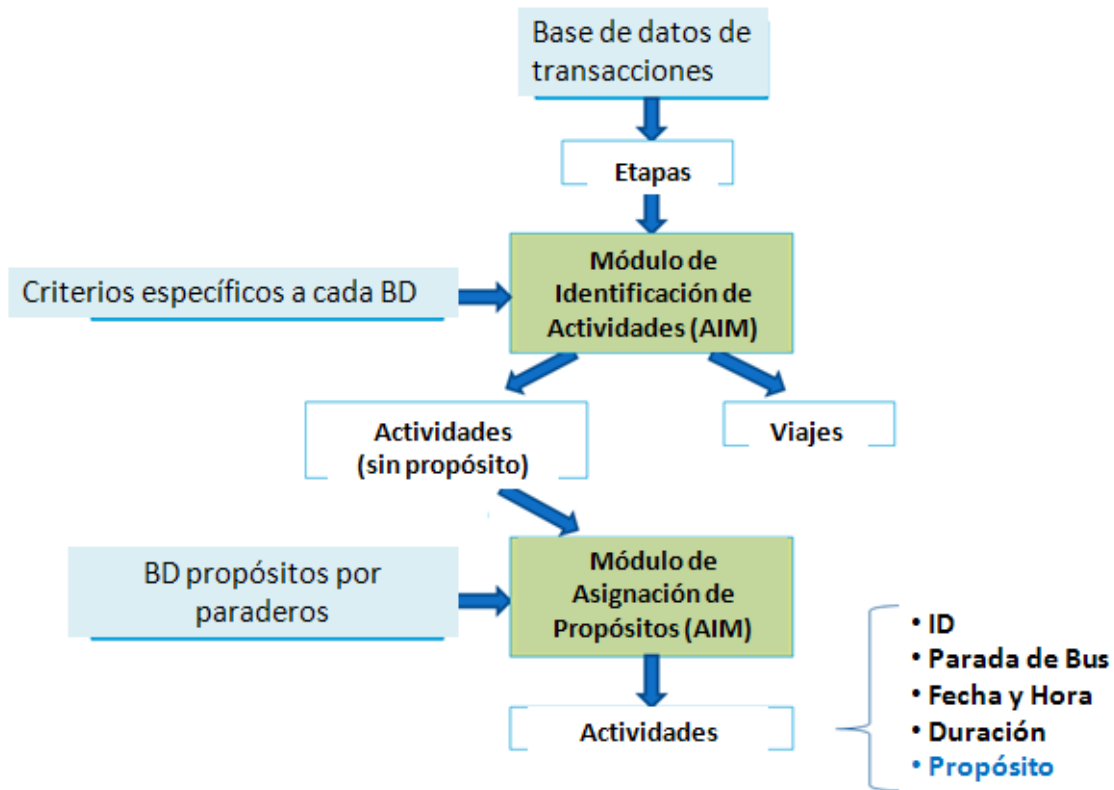 Base de datos de
transacciones
Etapas
Módulo de
Identificación de
Actividades (AIM)
Criterios específicos a cada BD
Actividades
(sin propósito)
Viajes
BD propósitos por
paraderos
Módulo de
Asignación de
Propósitos (AIM)
Actividades
• ID
• Parada de Bus
• Fecha y Hora
• Duración
• Propósito